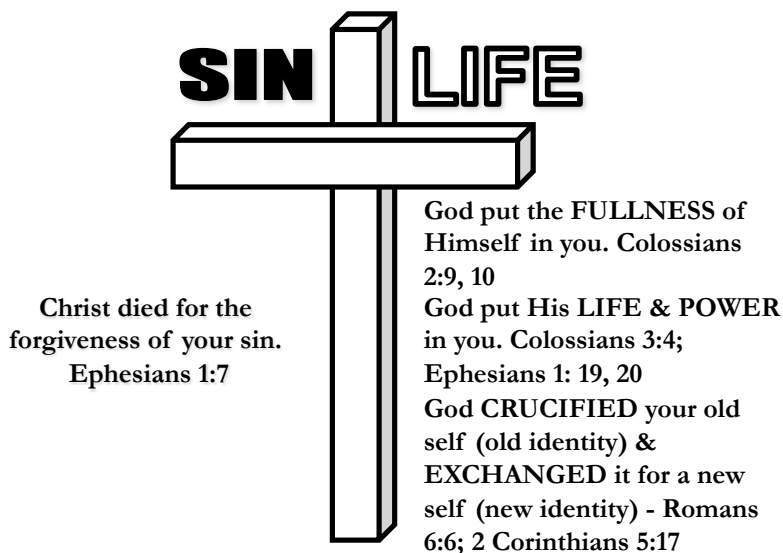 SIN LIFE
Christ died for the
forgiveness of your sin.
Ephesians 1:7
God put the FULLNESS of
Himself in you. Colossians
2:9, 10
God put His LIFE & POWER
in you. Colossians 3:4;
Ephesians 1: 19, 20
God CRUCIFIED your old
self (old identity) &
EXCHANGED it for a new
self (new identity) - Romans
6:6; 2 Corinthians 5:17